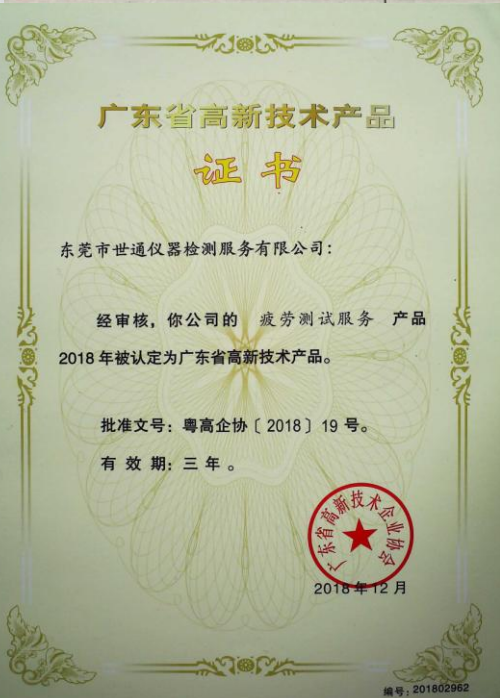 广东省高新技术产品
证书
东莞市世通仪器检测服务有限公司:
经审核，你公司的 疲劳测试服务 产品
2018年被认定为广东省高新技术产品。
批准文号：粤高企协〔2018〕19号。
有效期：三年。
广东省高新技术企业协会
2018年12月
编号：201802962